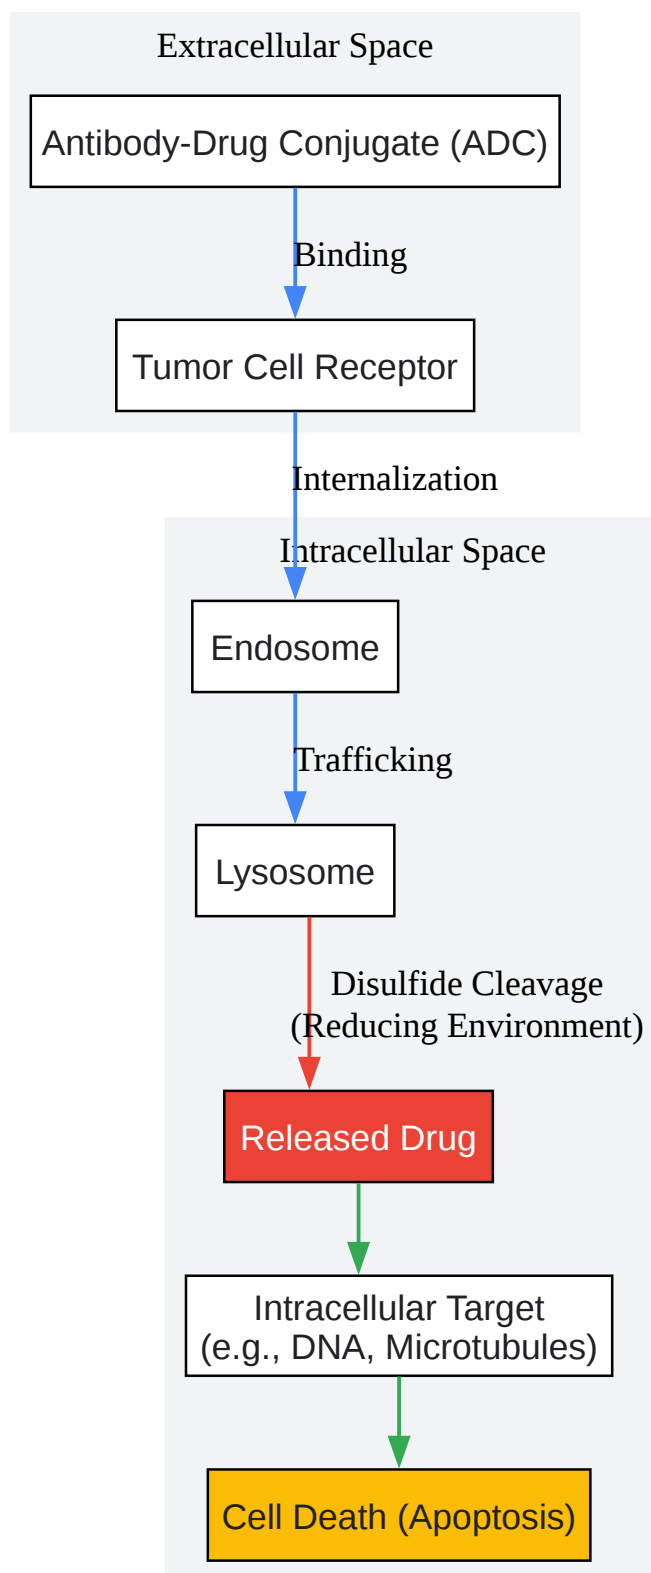 Extracellular Space
Antibody-Drug Conjugate (ADC)
Binding
Tumor Cell Receptor
Internalization
Intracellular Space
Endosome
Trafficking
Lysosome
Disulfide Cleavage
(Reducing Environment)
Released Drug
Intracellular Target
(e.g., DNA, Microtubules)
Cell Death (Apoptosis)